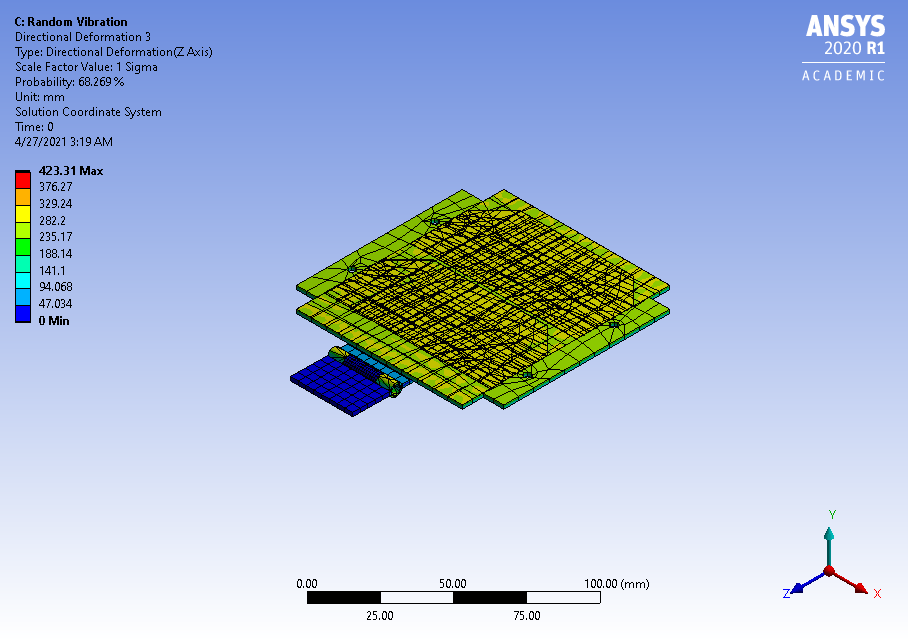 C: Random Vibration
Directional Deformation 3
Type: Directional Deformation(Z Axis)
Scale Factor Value: 1 Sigma
Probability: 68.269 %
Unit: mm
Solution Coordinate System
Time: 0
4/27/2021 3:19 AM
ANSYS
2020 R1
ACADEMIC
423.31 Max
376.27
329.24
282.2
235.17
188.14
141.1
94.068
47.034
0 Min
0.00 50.00 100.00 (mm)
25.00 75.00
Y
Z X